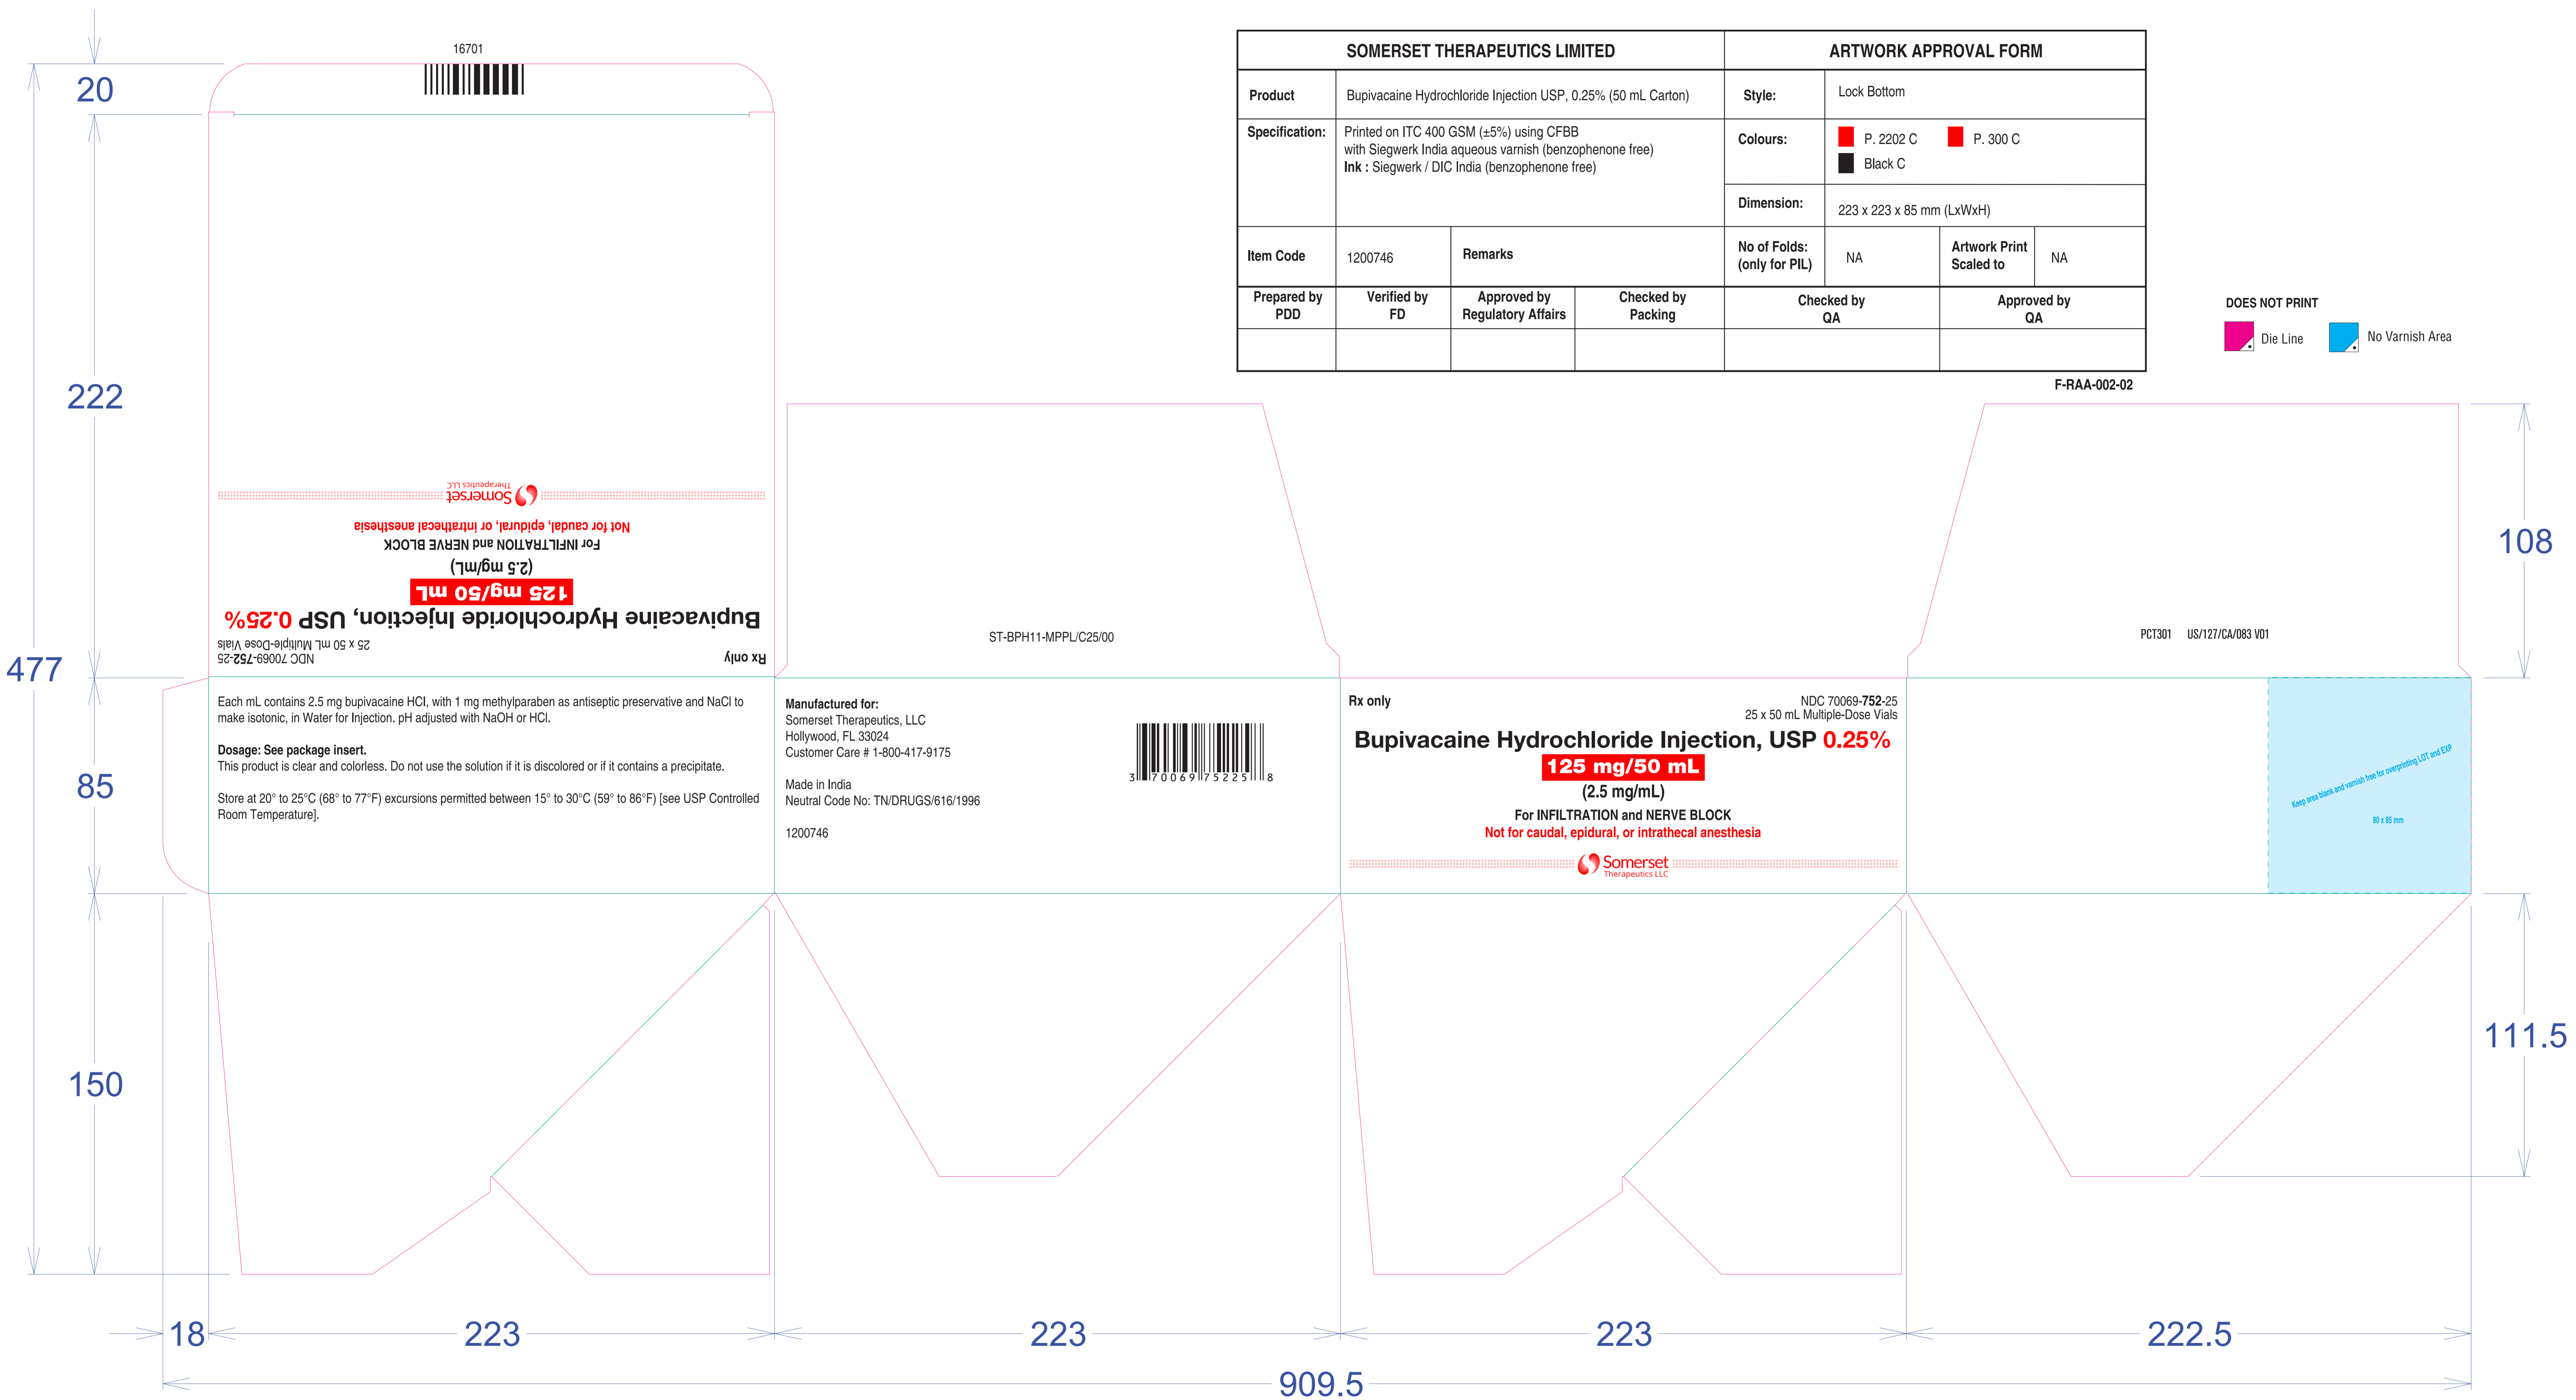 16701
SOMERSET THERAPEUTICS LIMITED
ARTWORK APPROVAL FORM
Product
Bupivacaine Hydrochloride Injection USP, 0.25% (50 mL Carton)
Style:
Lock Bottom
Specification:
Printed on ITC 400 GSM (±5%) using CFBB
with Siegwerk India aqueous varnish (benzophenone free)
Ink : Siegwerk / DIC India (benzophenone free)
Colours:
P. 2202 C
P. 300 C
Black C
Dimension:
223 x 223 x 85 mm (LxWxH)
Item Code
1200746
Remarks
No of Folds:
(only for PIL)
NA
Artwork Print
Scaled to
NA
Prepared by
PDD
Verified by
FD
Approved by
Regulatory Affairs
Checked by
Packing
Checked by
QA
Approved by
QA
F-RAA-002-02
DOES NOT PRINT
Die Line
No Varnish Area
20
222
477
85
150
Rx only
NDC 70069-752-25
25 x 50 mL Multiple-Dose Vials
Bupivacaine Hydrochloride Injection, USP 0.25%
125 mg/50 mL
(2.5 mg/mL)
For INFILTRATION and NERVE BLOCK
Not for caudal, epidural, or intrathecal anesthesia
Somerset
Therapeutics LLC
ST-BPH11-MPPL/C25/00
PCT301 US/127/CA/083 V01
108
Each mL contains 2.5 mg bupivacaine HCl, with 1 mg methylparaben as antiseptic preservative and NaCl to
make isotonic, in Water for Injection. pH adjusted with NaOH or HCl.
Dosage: See package insert.
This product is clear and colorless. Do not use the solution if it is discolored or if it contains a precipitate.
Store at 20° to 25°C (68° to 77°F) excursions permitted between 15° to 30°C (59° to 86°F) [see USP Controlled
Room Temperature].
Manufactured for:
Somerset Therapeutics, LLC
Hollywood, FL 33024
Customer Care # 1-800-417-9175
Made in India
Neutral Code No: TN/DRUGS/616/1996
1200746
3 70069 75225 8
Rx only
NDC 70069-752-25
25 x 50 mL Multiple-Dose Vials
Bupivacaine Hydrochloride Injection, USP 0.25%
125 mg/50 mL
(2.5 mg/mL)
For INFILTRATION and NERVE BLOCK
Not for caudal, epidural, or intrathecal anesthesia
Somerset
Therapeutics LLC
Keep area blank and varnish free for overprinting LOT and EXP
80 x 85 mm
111.5
18
223
223
223
222.5
909.5